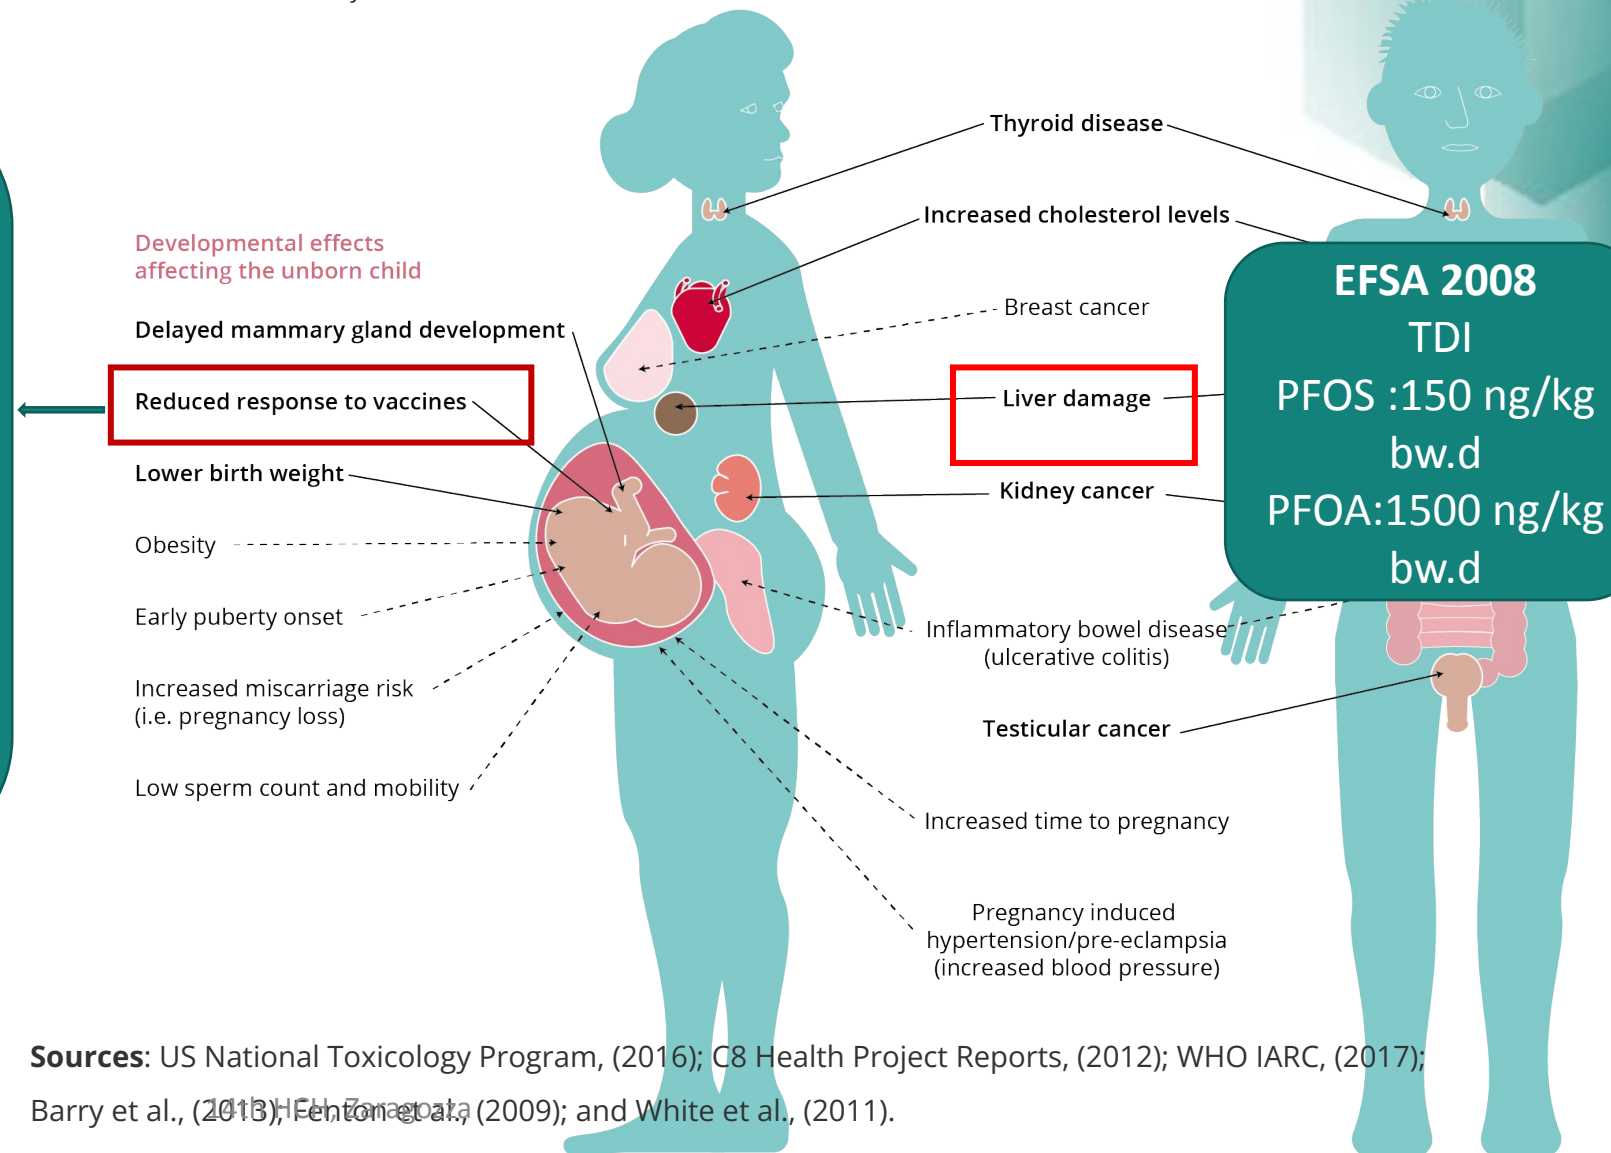 Developmental effects
affecting the unborn child
Delayed mammary gland development
Reduced response to vaccines
Lower birth weight
Obesity
Early puberty onset
Increased miscarriage risk
(i.e. pregnancy loss)
Low sperm count and mobility
Thyroid disease
Increased cholesterol levels
Breast cancer
Liver damage
Kidney cancer
Inflammatory bowel disease
(ulcerative colitis)
Testicular cancer
Increased time to pregnancy
Pregnancy induced
hypertension/pre-eclampsia
(increased blood pressure)
EFSA 2008
TDI
PFOS :150 ng/kg
bw.d
PFOA:1500 ng/kg
bw.d
Sources: US National Toxicology Program, (2016); C8 Health Project Reports, (2012); WHO IARC, (2017);
Barry et al., (2013); Fenton et al., (2009); and White et al., (2011).
14th HCH, Zaragozza